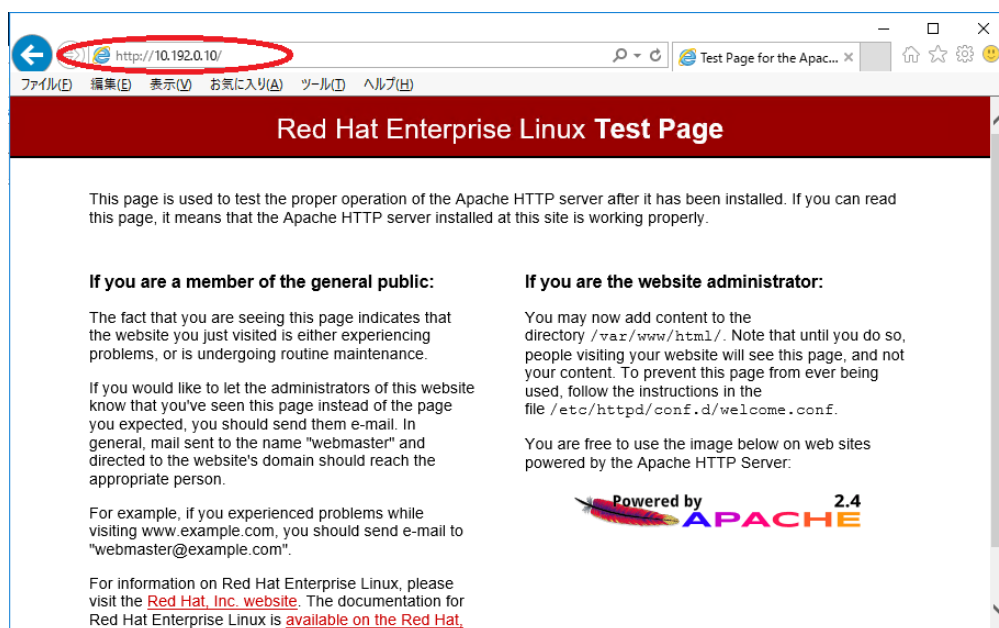 http://10.192.0.10/
Test Page for the Apac...
ファイル(F) 編集(E) 表示(V) お気に入り(A) ツール(T) ヘルプ(H)
Red Hat Enterprise Linux Test Page
This page is used to test the proper operation of the Apache HTTP server after it has been installed. If you can read
this page, it means that the Apache HTTP server installed at this site is working properly.
If you are a member of the general public:
The fact that you are seeing this page indicates that
the website you just visited is either experiencing
problems, or is undergoing routine maintenance.
If you would like to let the administrators of this website
know that you've seen this page instead of the page
you expected, you should send them e-mail. In
general, mail sent to the name "webmaster" and
directed to the website's domain should reach the
appropriate person.
For example, if you experienced problems while
visiting www.example.com, you should send e-mail to
"webmaster@example.com".
For information on Red Hat Enterprise Linux, please
visit the Red Hat, Inc. website. The documentation for
Red Hat Enterprise Linux is available on the Red Hat,
If you are the website administrator:
You may now add content to the
directory /var/www/html/. Note that until you do so,
people visiting your website will see this page, and not
your content. To prevent this page from ever being
used, follow the instructions in the
file /etc/httpd/conf.d/welcome.conf.
You are free to use the image below on web sites
powered by the Apache HTTP Server:
Powered by 2.4
APACHE